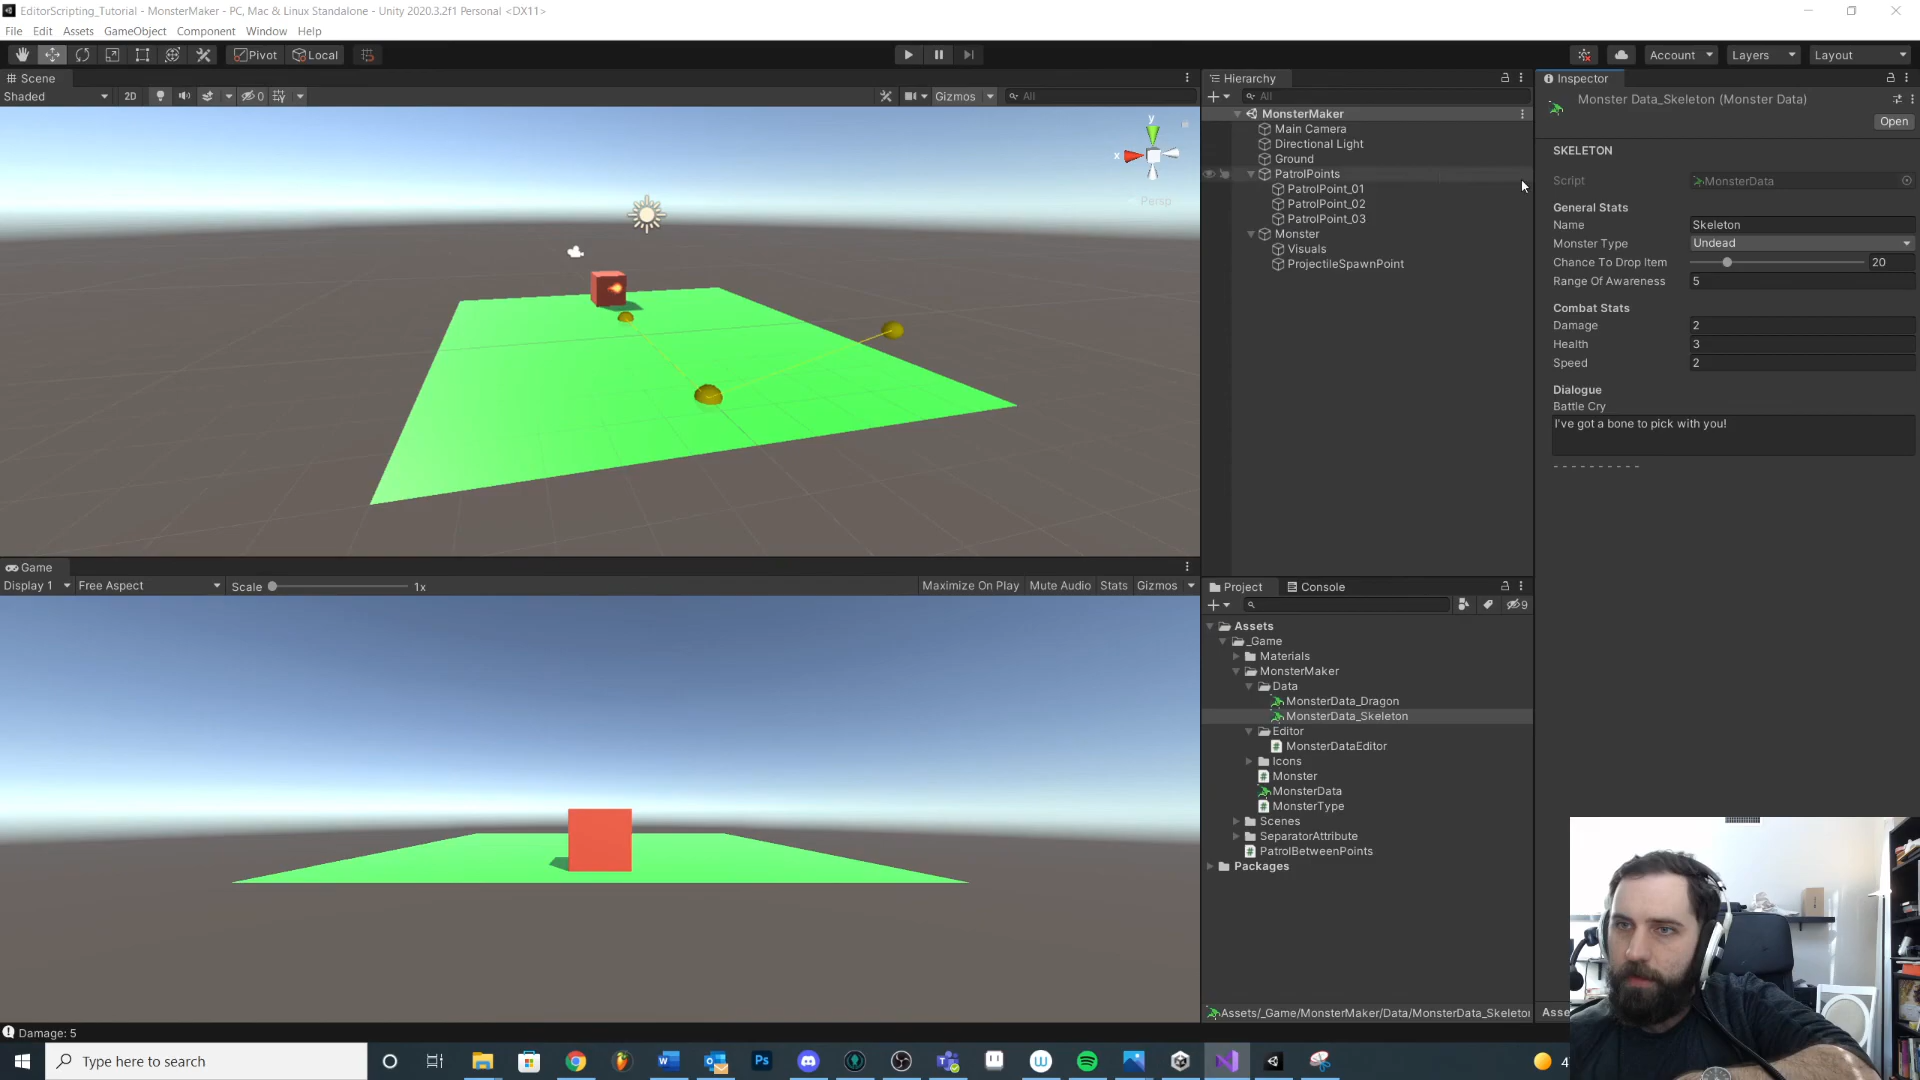 EditorScripting_Tutorial - MonsterMaker - PC, Mac & Linux Standalone - Unity 2020.3.2f1 Personal <DX11>
File Edit Assets GameObject Component Window Help
Pivot Local Account Layers Layout
Scene
Shaded 2D 0 Gizmos All
y
x
Persp
Game
Display 1 Free Aspect Scale 1x Maximize On Play Mute Audio Stats Gizmos
Damage: 5
Hierarchy
All
MonsterMaker
Main Camera
Directional Light
Ground
PatrolPoints
PatrolPoint_01
PatrolPoint_02
PatrolPoint_03
Monster
Visuals
ProjectileSpawnPoint
Project Console
9
Assets
_Game
Materials
MonsterMaker
Data
MonsterData_Dragon
MonsterData_Skeleton
Editor
MonsterDataEditor
Icons
Monster
MonsterData
MonsterType
Scenes
SeparatorAttribute
PatrolBetweenPoints
Packages
Assets/_Game/MonsterMaker/Data/MonsterData_Skeleton
Inspector
Monster Data_Skeleton (Monster Data)
Open
SKELETON
Script MonsterData
General Stats
Name Skeleton
Monster Type Undead
Chance To Drop Item 20
Range Of Awareness 5
Combat Stats
Damage 2
Health 3
Speed 2
Dialogue
Battle Cry
I've got a bone to pick with you!
- - - - - - - - - -
Asse
Type here to search